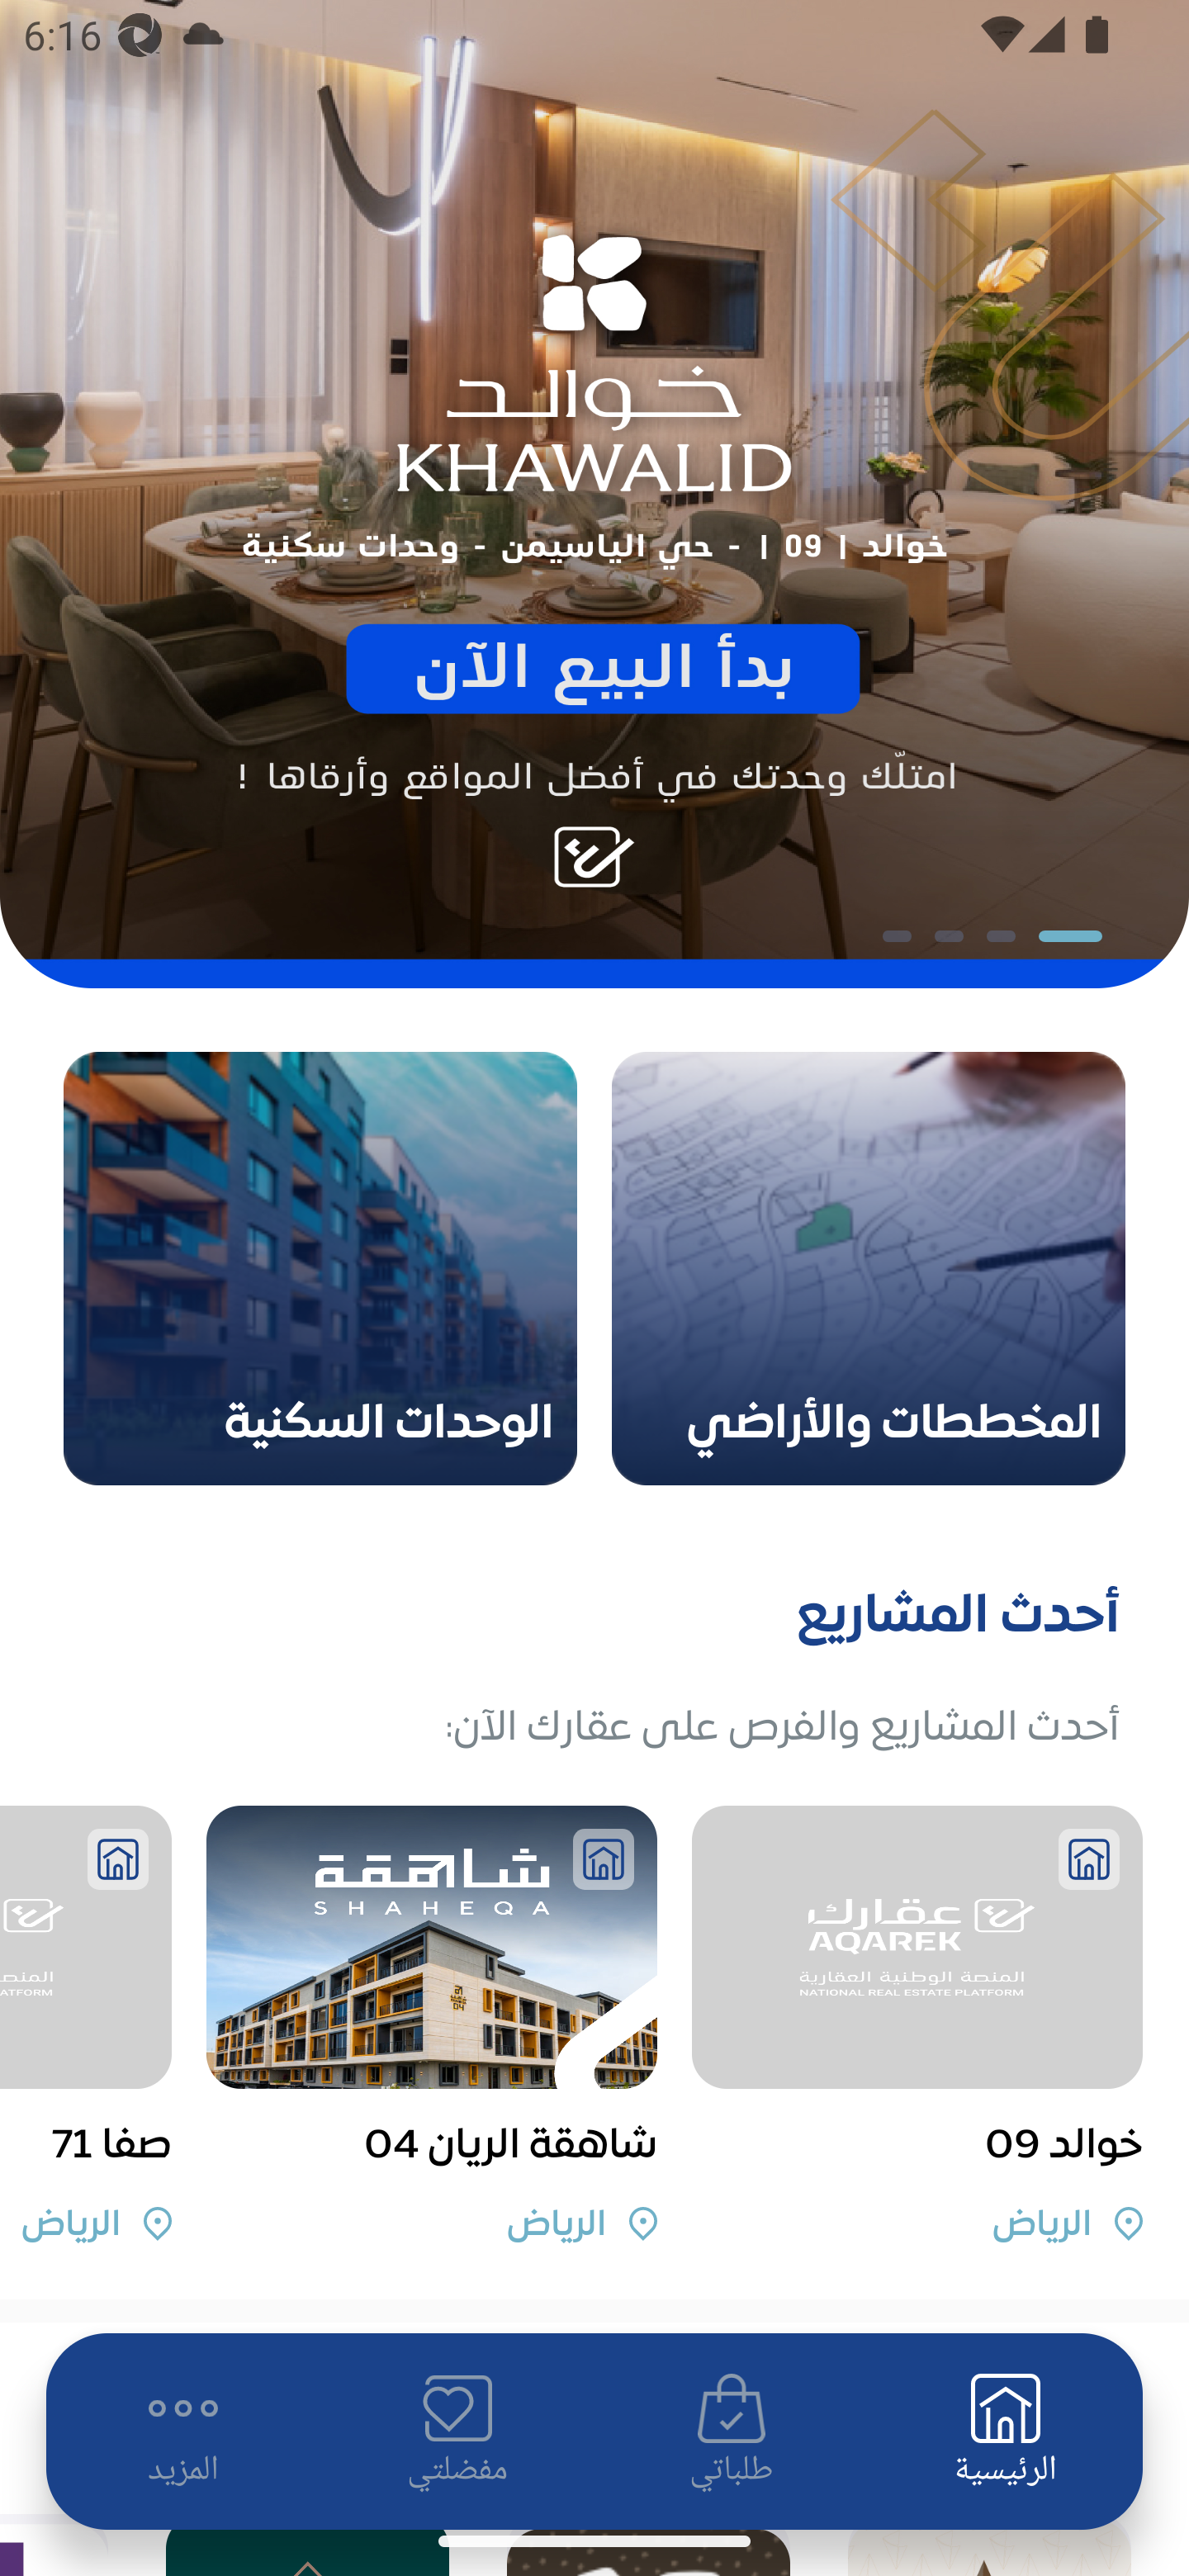 6:16
خوالد
KHAWALID
خوالد | 09 | - حي الياسيمن - وحدات سكنية
بدأ البيع الآن
امتلّك وحدتك في أفضل المواقع وأرقاها !
المخططات والأراضي
الوحدات السكنية
أحدث المشاريع
أحدث المشاريع والفرص على عقارك الآن:
عقارك
AQAREK
المنصة الوطنية العقارية
NATIONAL REAL ESTATE PLATFORM
شاهقة
SHAHEQA
خوالد 09
شاهقة الريان 04
صفا 71
الرياض
الرياض
الرياض
الرئيسية
طلباتي
مفضلتي
المزيد